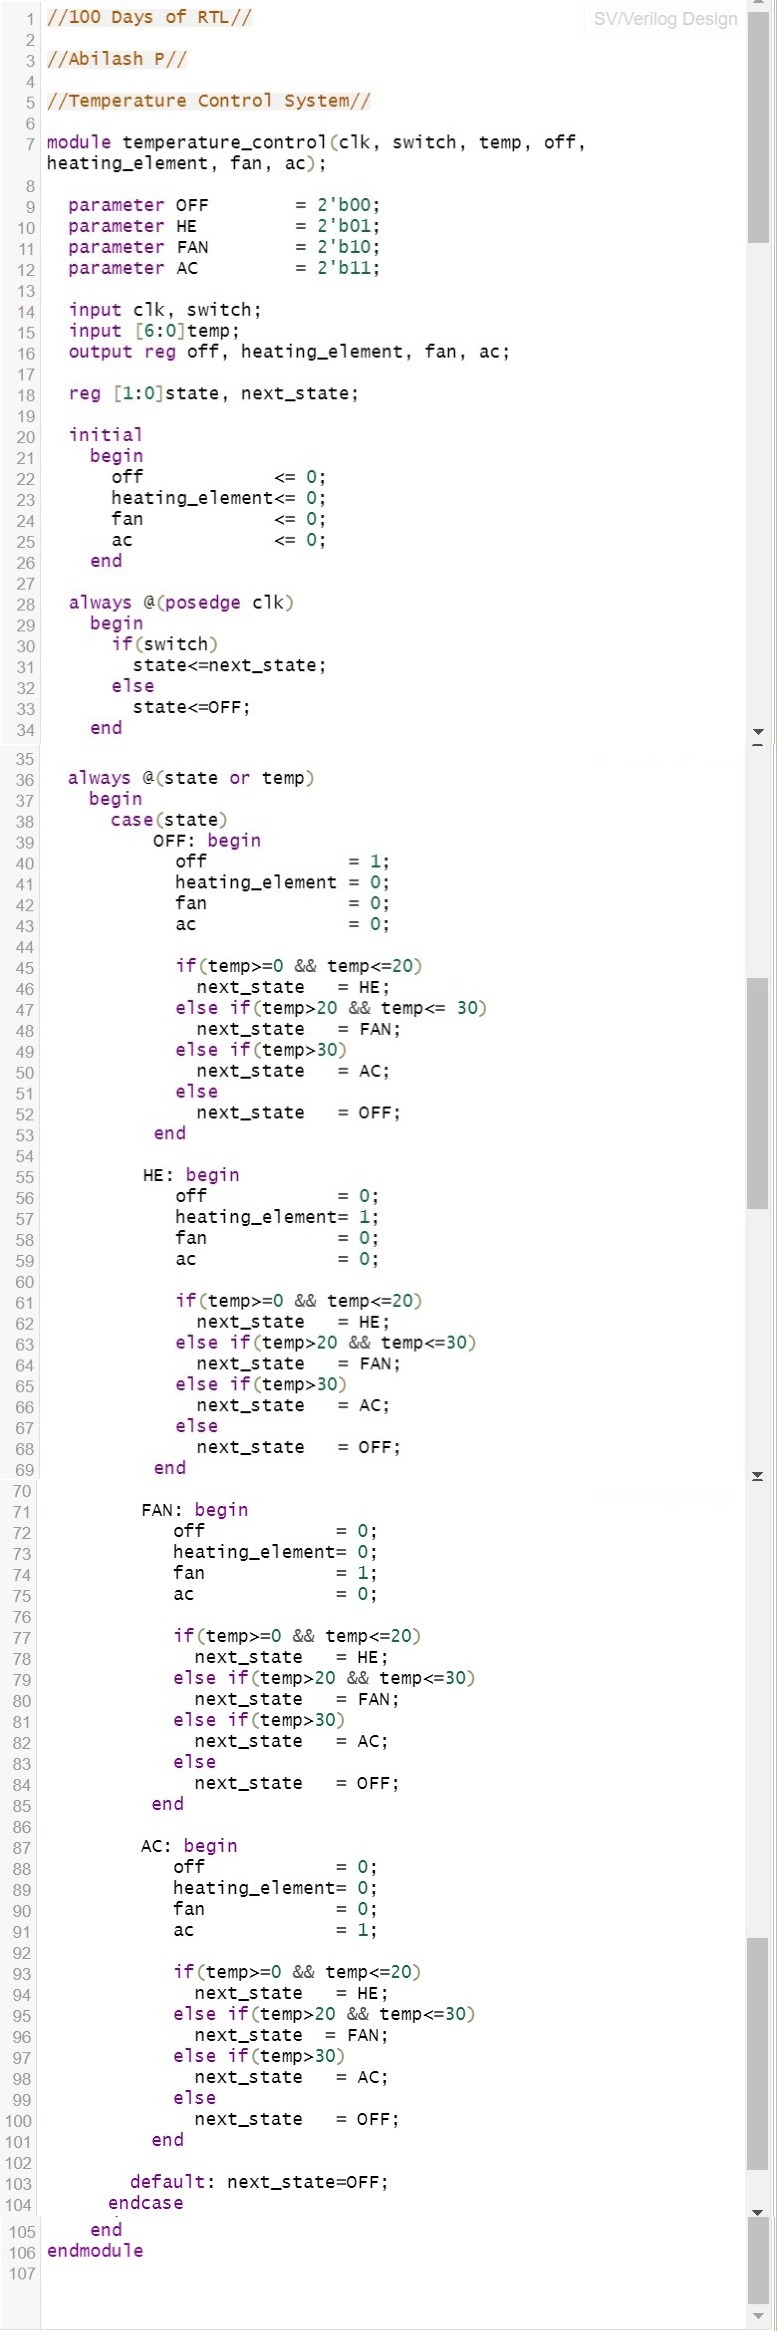 SV/Verilog Design
1 //100 Days of RTL//
2
3 //Abilash P//
4
5 //Temperature Control System//
6
7 module temperature_control(clk, switch, temp, off,
heating_element, fan, ac);
8
9 parameter OFF = 2'b00;
10 parameter HE = 2'b01;
11 parameter FAN = 2'b10;
12 parameter AC = 2'b11;
13
14 input clk, switch;
15 input [6:0]temp;
16 output reg off, heating_element, fan, ac;
17
18 reg [1:0]state, next_state;
19
20 initial
21 begin
22 off <= 0;
23 heating_element<= 0;
24 fan <= 0;
25 ac <= 0;
26 end
27
28 always @(posedge clk)
29 begin
30 if(switch)
31 state<=next_state;
32 else
33 state<=OFF;
34 end
35
36 always @(state or temp)
37 begin
38 case(state)
39 OFF: begin
40 off = 1;
41 heating_element = 0;
42 fan = 0;
43 ac = 0;
44
45 if(temp>=0 && temp<=20)
46 next_state = HE;
47 else if(temp>20 && temp<= 30)
48 next_state = FAN;
49 else if(temp>30)
50 next_state = AC;
51 else
52 next_state = OFF;
53 end
54
55 HE: begin
56 off = 0;
57 heating_element= 1;
58 fan = 0;
59 ac = 0;
60
61 if(temp>=0 && temp<=20)
62 next_state = HE;
63 else if(temp>20 && temp<=30)
64 next_state = FAN;
65 else if(temp>30)
66 next_state = AC;
67 else
68 next_state = OFF;
69 end
70
71 FAN: begin
72 off = 0;
73 heating_element= 0;
74 fan = 1;
75 ac = 0;
76
77 if(temp>=0 && temp<=20)
78 next_state = HE;
79 else if(temp>20 && temp<=30)
80 next_state = FAN;
81 else if(temp>30)
82 next_state = AC;
83 else
84 next_state = OFF;
85 end
86
87 AC: begin
88 off = 0;
89 heating_element= 0;
90 fan = 0;
91 ac = 1;
92
93 if(temp>=0 && temp<=20)
94 next_state = HE;
95 else if(temp>20 && temp<=30)
96 next_state = FAN;
97 else if(temp>30)
98 next_state = AC;
99 else
100 next_state = OFF;
101 end
102
103 default: next_state=OFF;
104 endcase
105 end
106 endmodule
107